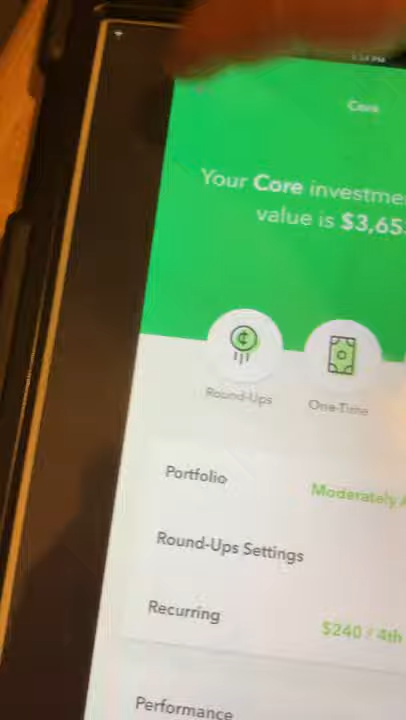 Core
Your Core investme
value is $3,65
Round-Ups
One-Time
Portfolio
Moderately A
Round-Ups Settings
Recurring
$240 / 4th
Performance